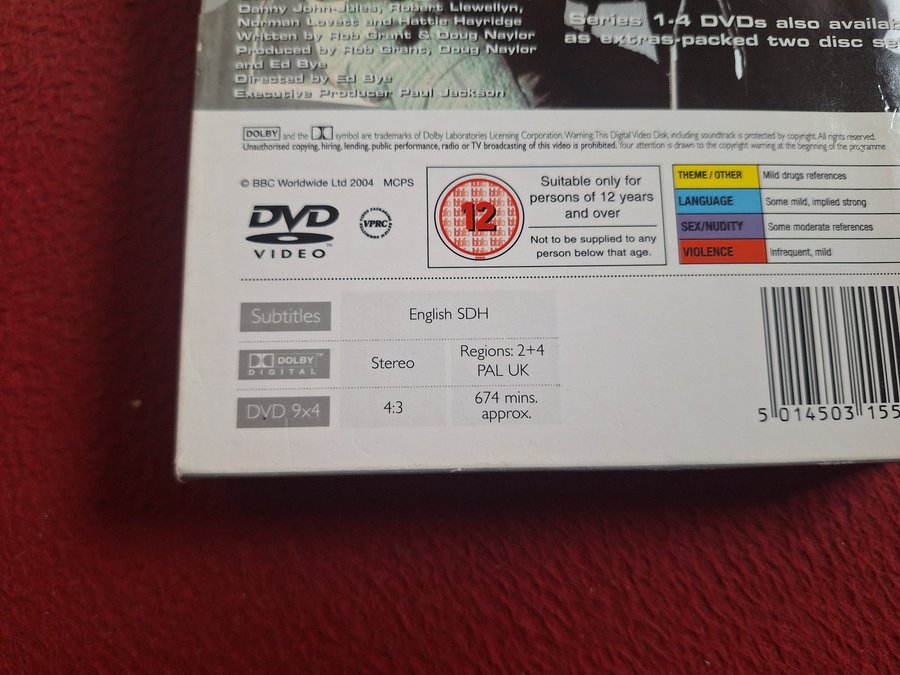 Danny John-Jules, Robert Llewellyn,
Norman Lovett and Hattie Hayridge
Written by Rob Grant & Doug Naylor
Produced by Rob Grant, Doug Naylor
and Ed Bye
Directed by Ed Bye
Executive Producer Paul Jackson
Series 1-4 DVDs also
as extras-packed two disc
DOLBY and the DD symbol are trademarks of Dolby Laboratories Licensing Corporation. Warning: This Digital Video Disk, including soundtrack is protected by copyright. All rights reserved.
Unauthorised copying, hiring, lending, public performance, radio or TV broadcasting of this video is prohibited. Your attention is drawn to the copyright warning at the beginning of the programme
© BBC Worldwide Ltd 2004 MCPS
DVD
VIDEO™
VPRC
12
Suitable only for
persons of 12 years
and over
Not to be supplied to any
person below that age.
THEME / OTHER Mild drugs references
LANGUAGE Some mild, implied strong
SEX/NUDITY Some moderate references
VIOLENCE Infrequent, mild
Subtitles English SDH
DOLBY™ DIGITAL Stereo Regions: 2+4
PAL UK
DVD 9x4 4:3 674 mins.
approx.
5 014503 155